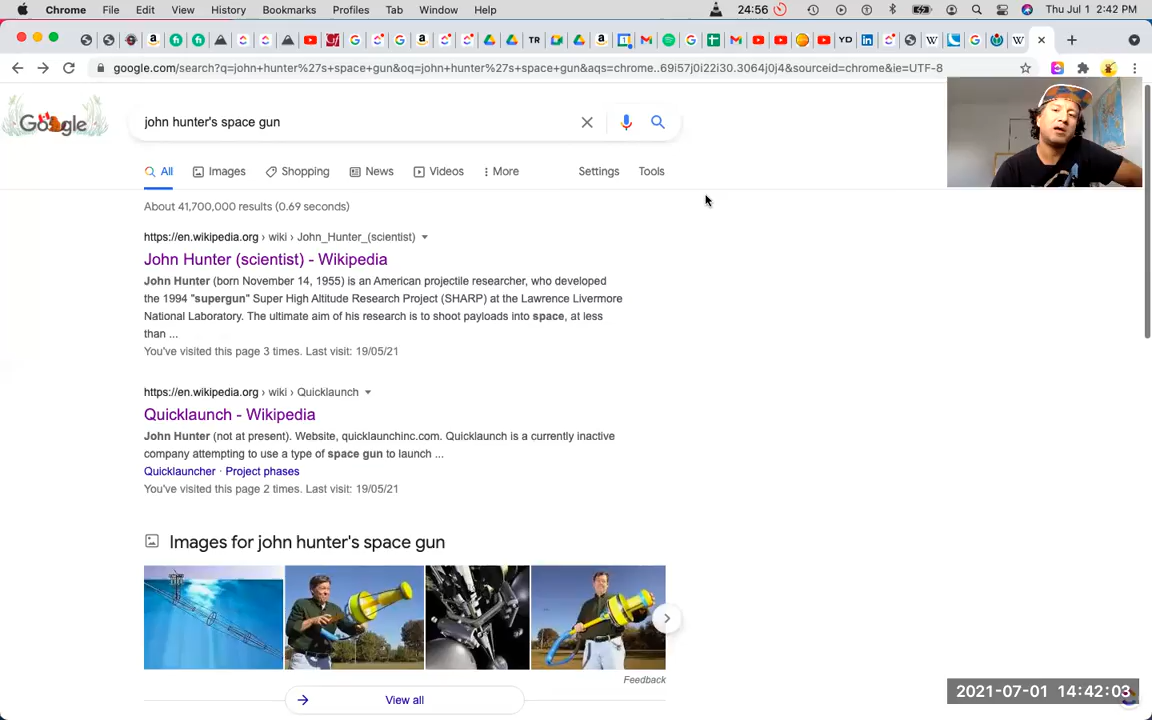 Chrome File Edit View History Bookmarks Profiles Tab Window Help 24:56 Thu Jul 1 2:42 PM
TR YD
google.com/search?q=john+hunter%27s+space+gun&oq=john+hunter%27s+space+gun&aqs=chrome..69i57j0i22i30.3064j0j4&sourceid=chrome&ie=UTF-8
Google john hunter's space gun
All Images Shopping News Videos More Settings Tools
About 41,700,000 results (0.69 seconds)
https://en.wikipedia.org › wiki › John_Hunter_(scientist)
John Hunter (scientist) - Wikipedia
John Hunter (born November 14, 1955) is an American projectile researcher, who developed
the 1994 "supergun" Super High Altitude Research Project (SHARP) at the Lawrence Livermore
National Laboratory. The ultimate aim of his research is to shoot payloads into space, at less
than ...
You've visited this page 3 times. Last visit: 19/05/21
https://en.wikipedia.org › wiki › Quicklaunch
Quicklaunch - Wikipedia
John Hunter (not at present). Website, quicklaunchinc.com. Quicklaunch is a currently inactive
company attempting to use a type of space gun to launch ...
Quicklauncher · Project phases
You've visited this page 2 times. Last visit: 19/05/21
Images for john hunter's space gun
Feedback
View all
2021-07-01 14:42:03